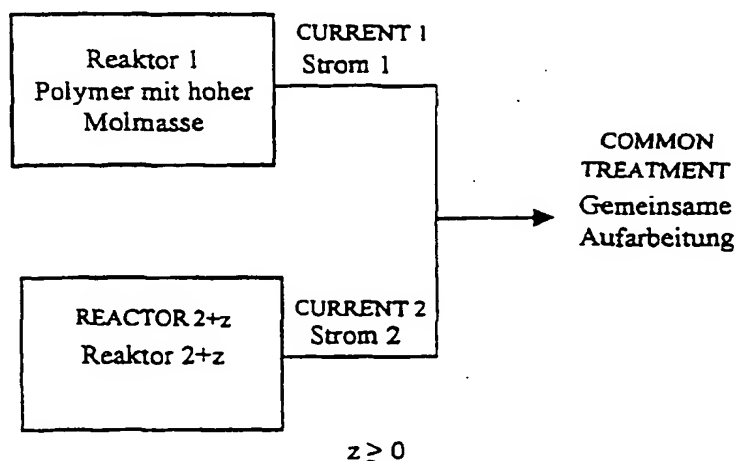 Reaktor 1
Polymer mit hoher
Molmasse
CURRENT 1
Strom 1
COMMON
TREATMENT
Gemeinsame
Aufarbeitung
REACTOR 2+z
Reaktor 2+z
CURRENT 2
Strom 2
z ≥ 0